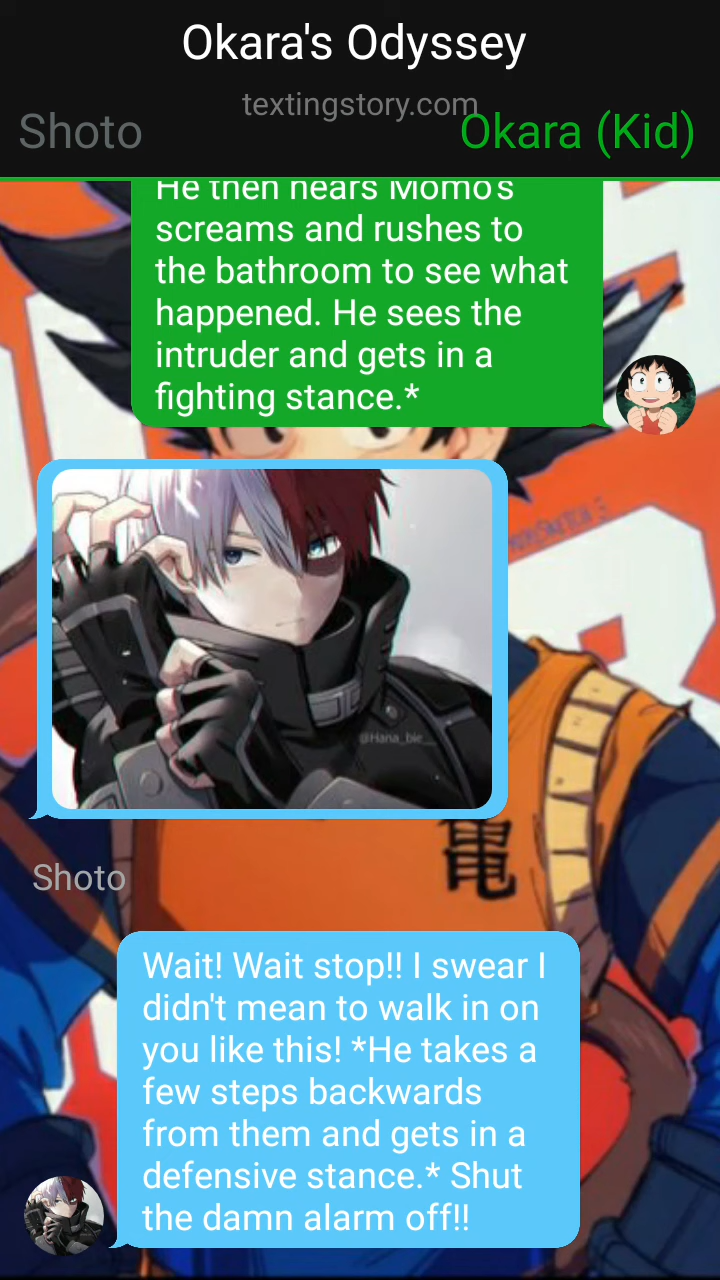 Okara's Odyssey
textingstory.com
Shoto
Okara (Kid)
He then hears Momo's
screams and rushes to
the bathroom to see what
happened. He sees the
intruder and gets in a
fighting stance.*
@Hana_bie__
亀
Shoto
Wait! Wait stop!! I swear I
didn't mean to walk in on
you like this! *He takes a
few steps backwards
from them and gets in a
defensive stance.* Shut
the damn alarm off!!